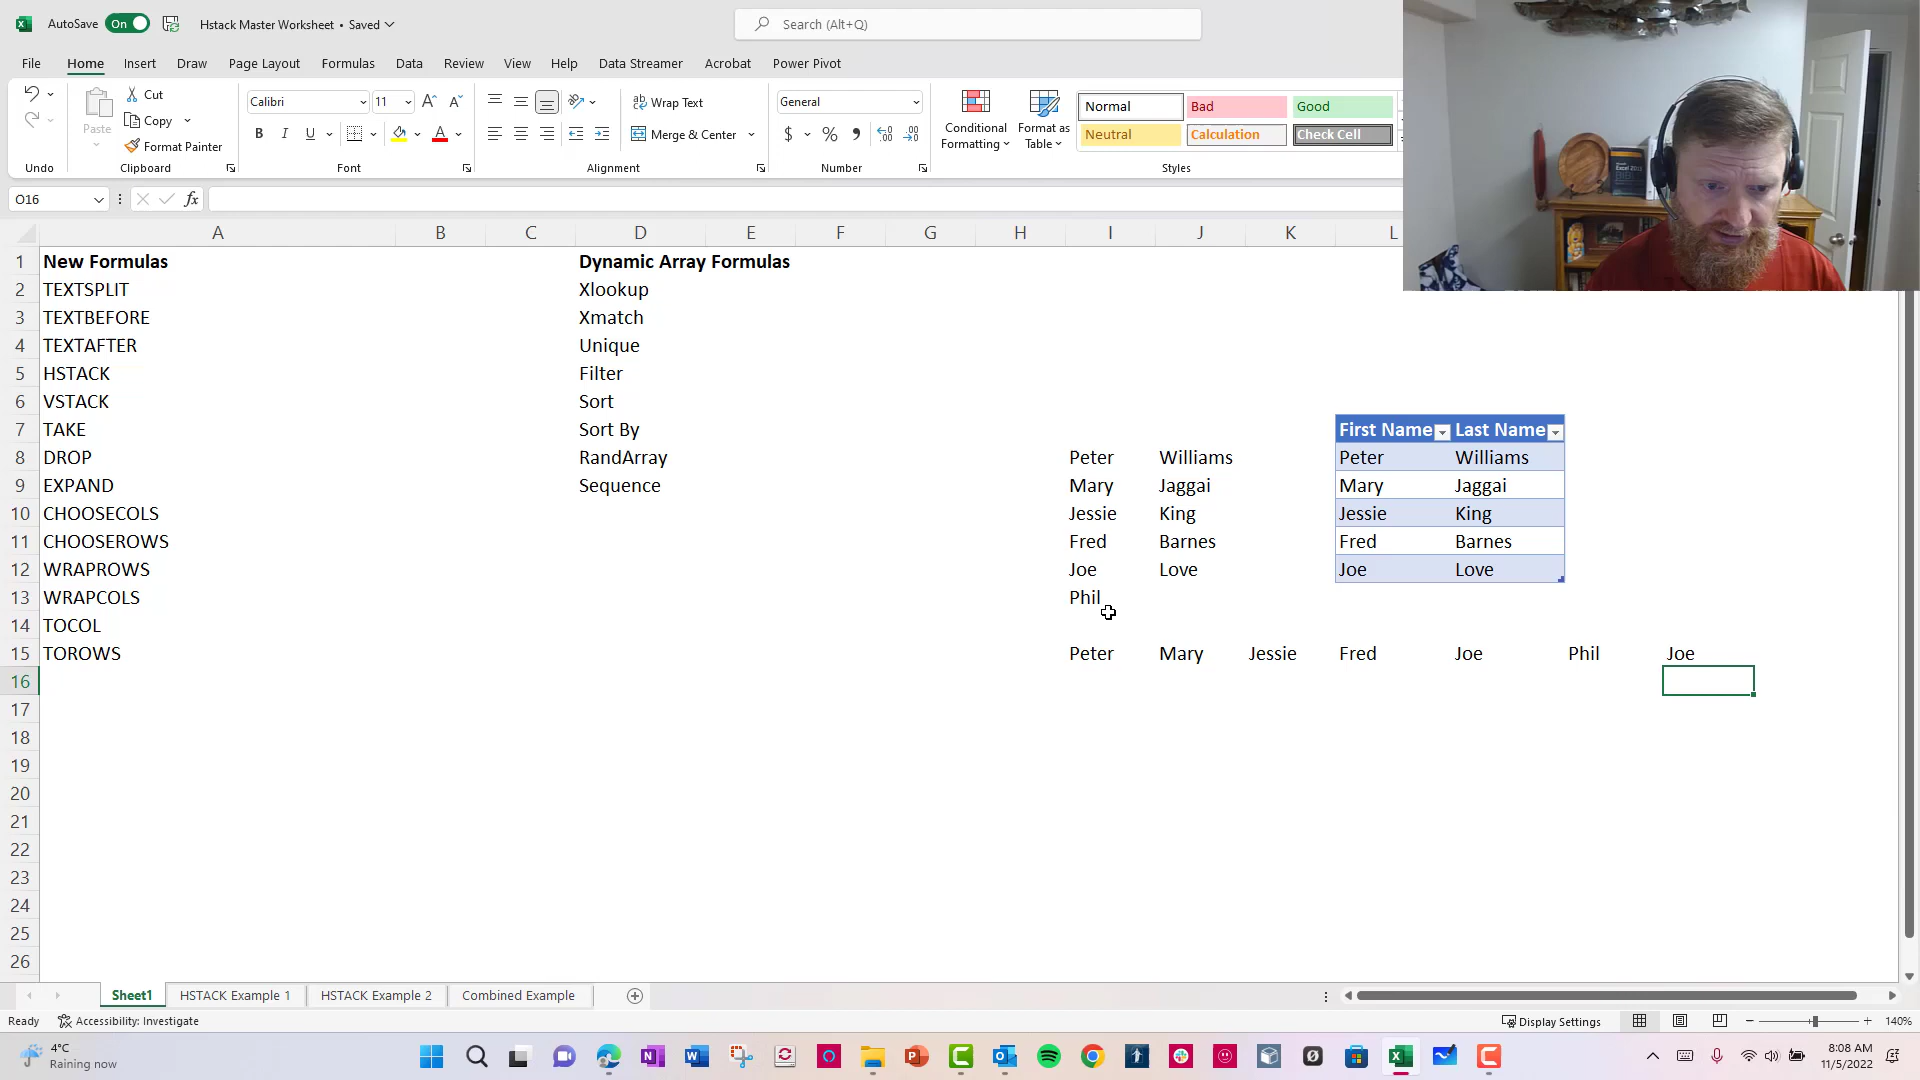 AutoSave On Hstack Master Worksheet • Saved Search (Alt+Q)
File Home Insert Draw Page Layout Formulas Data Review View Help Data Streamer Acrobat Power Pivot
Cut Calibri 11 Wrap Text General Conditional Format as Normal Bad Good
Paste Copy B I U Merge & Center $ % Formatting Table Neutral Calculation Check Cell
Format Painter
Undo Clipboard Font Alignment Number Styles
O16 fx
A B C D E F G H I J K L
1 New Formulas Dynamic Array Formulas
2 TEXTSPLIT Xlookup
3 TEXTBEFORE Xmatch
4 TEXTAFTER Unique
5 HSTACK Filter
6 VSTACK Sort
7 TAKE Sort By First Name Last Name
8 DROP RandArray Peter Williams Peter Williams
9 EXPAND Sequence Mary Jaggai Mary Jaggai
10 CHOOSECOLS Jessie King Jessie King
11 CHOOSEROWS Fred Barnes Fred Barnes
12 WRAPROWS Joe Love Joe Love
13 WRAPCOLS Phil
14 TOCOL
15 TOROWS Peter Mary Jessie Fred Joe Phil Joe
16
17
18
19
20
21
22
23
24
25
26
Sheet1 HSTACK Example 1 HSTACK Example 2 Combined Example
Ready Accessibility: Investigate Display Settings 140%
4°C 8:08 AM
Raining now 11/5/2022